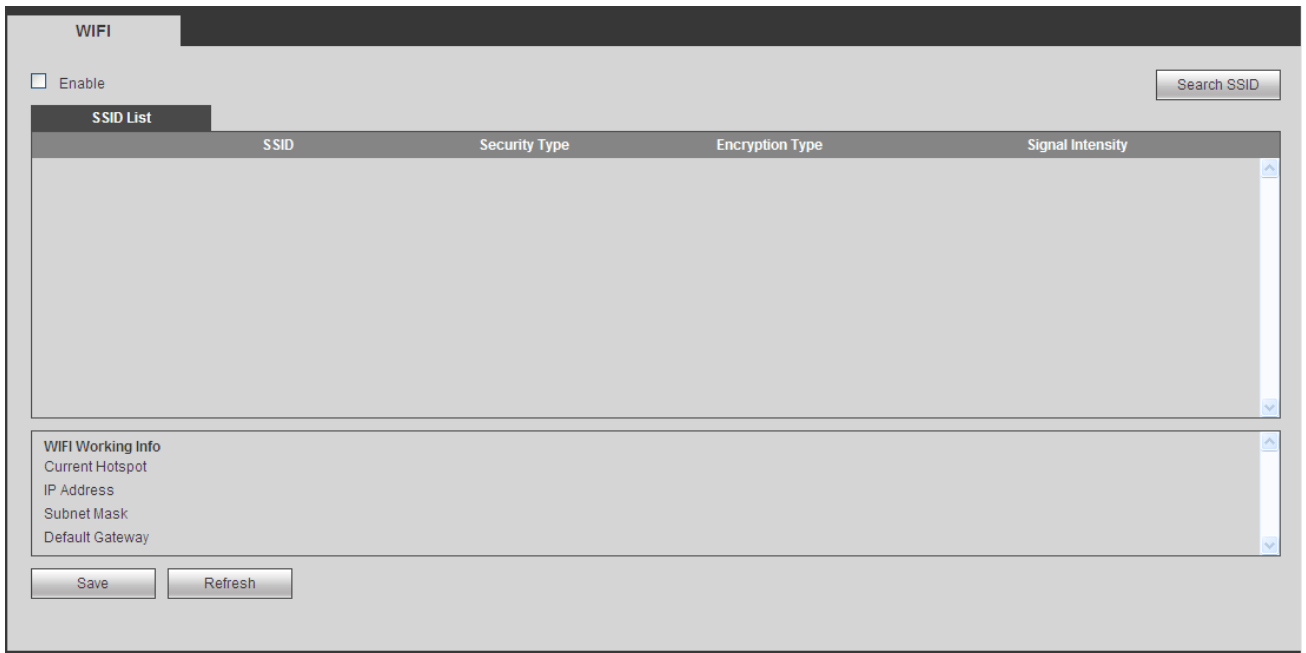 WIFI
Enable
Search SSID
SSID List
SSID Security Type Encryption Type Signal Intensity
WIFI Working Info
Current Hotspot
IP Address
Subnet Mask
Default Gateway
Save Refresh